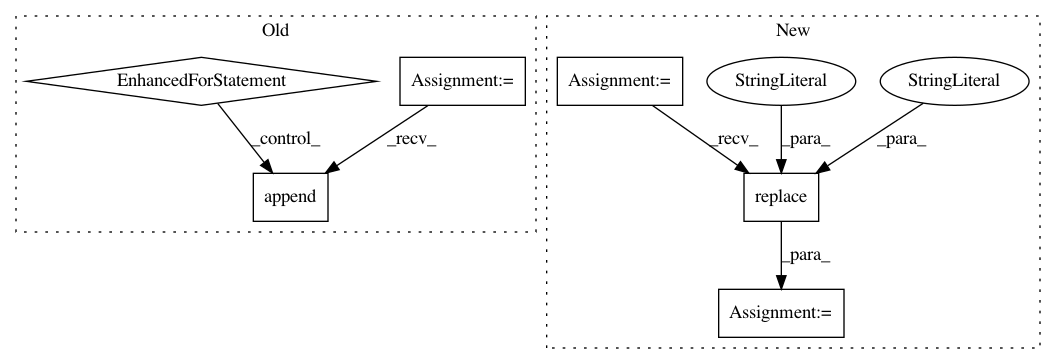 Old
New
EnhancedForStatement
Assignment:=
Assignment:=
StringLiteral
StringLiteral
_control_
_recv_
_recv_
_para_
_para_
append
replace
_para_
Assignment:=